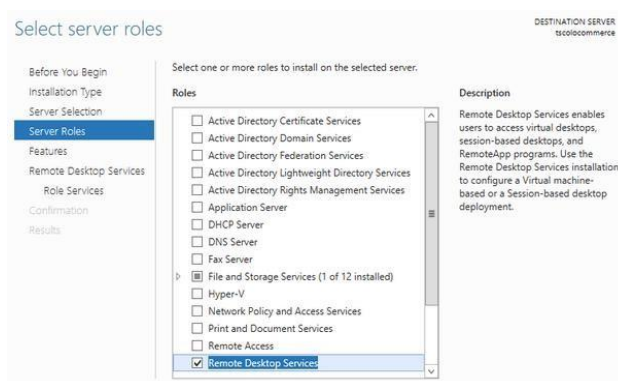 Select server roles
DESTINATION SERVER
tscolocommerce
Before You Begin
Installation Type
Server Selection
Server Roles
Features
Remote Desktop Services
Role Services
Confirmation
Results
Select one or more roles to install on the selected server.
Roles
Active Directory Certificate Services
Active Directory Domain Services
Active Directory Federation Services
Active Directory Lightweight Directory Services
Active Directory Rights Management Services
Application Server
DHCP Server
DNS Server
Fax Server
File and Storage Services (1 of 12 installed)
Hyper-V
Network Policy and Access Services
Print and Document Services
Remote Access
Remote Desktop Services
Description
Remote Desktop Services enables
users to access virtual desktops,
session-based desktops, and
RemoteApp programs. Use the
Remote Desktop Services installation
to configure a Virtual machine-
based or a Session-based desktop
deployment.